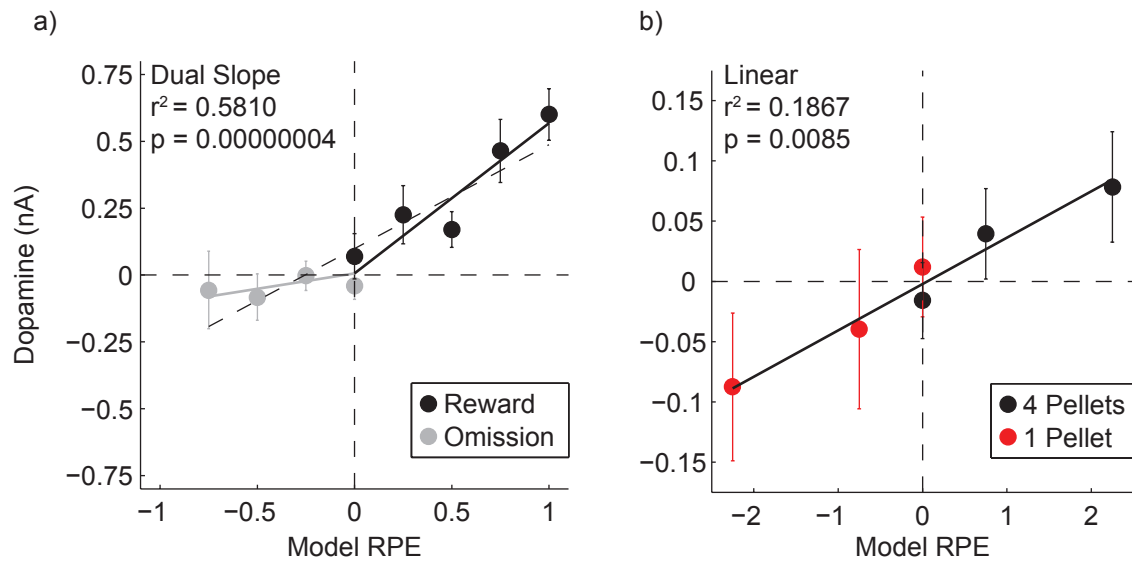 a)
Dual Slope
r² = 0.5810
p = 0.00000004
Dopamine (nA)
0.75
0.5
0.25
0
−0.25
−0.5
−0.75
Reward
Omission
−1
−0.5
0
0.5
1
Model RPE
b)
Linear
r² = 0.1867
p = 0.0085
0.15
0.1
0.05
0
−0.05
−0.1
−0.15
4 Pellets
1 Pellet
−2
−1
0
1
2
Model RPE